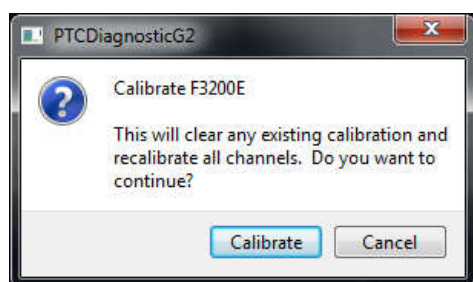 PTCDiagnosticG2
Calibrate F3200E
This will clear any existing calibration and
recalibrate all channels.  Do you want to
continue?
Calibrate
Cancel